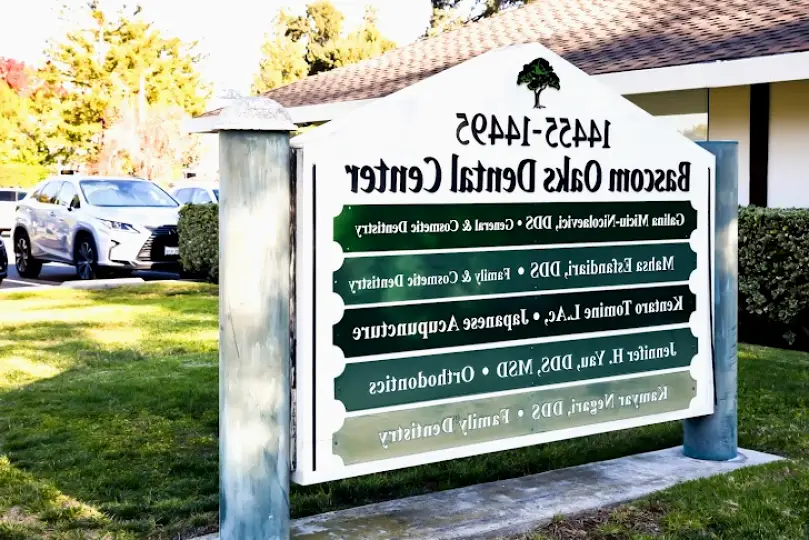 14455-14495
Bascom Oaks Dental Center
Galina Miciu-Nicolaevici, DDS • General & Cosmetic Dentistry
Mahsa Esfandiari, DDS • Family & Cosmetic Dentistry
Kentaro Tomine L.Ac, • Japanese Acupuncture
Jennifer H. Yau, DDS, MSD • Orthodontics
Kamyar Negari, DDS • Family Dentistry